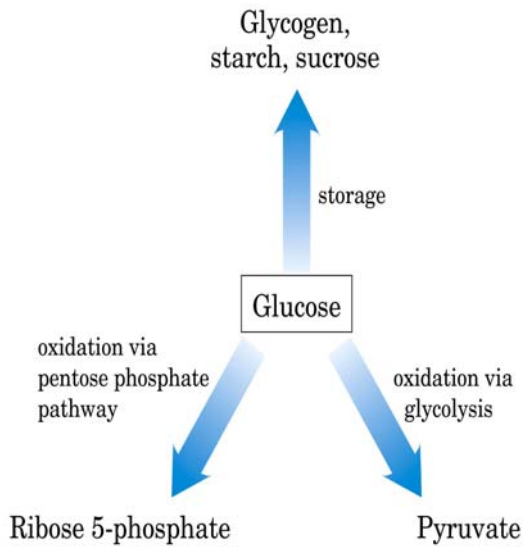 Glycogen,
starch, sucrose
storage
Glucose
oxidation via
pentose phosphate
pathway
oxidation via
glycolysis
Ribose 5-phosphate
Pyruvate